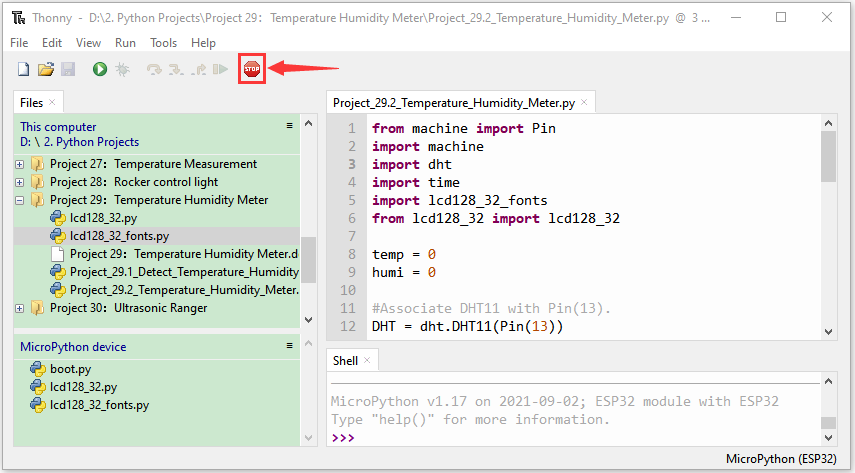 Thonny - D:\2. Python Projects\Project 29：Temperature Humidity Meter\Project_29.2_Temperature_Humidity_Meter.py @ 3 ...
File Edit View Run Tools Help
STOP
Files
This computer
D: \ 2. Python Projects
Project 27：Temperature Measurement
Project 28：Rocker control light
Project 29：Temperature Humidity Meter
lcd128_32.py
lcd128_32_fonts.py
Project 29：Temperature Humidity Meter.d
Project_29.1_Detect_Temperature_Humidity
Project_29.2_Temperature_Humidity_Meter.
Project 30：Ultrasonic Ranger
MicroPython device
boot.py
lcd128_32.py
lcd128_32_fonts.py
Project_29.2_Temperature_Humidity_Meter.py
1 from machine import Pin
2 import machine
3 import dht
4 import time
5 import lcd128_32_fonts
6 from lcd128_32 import lcd128_32
7
8 temp = 0
9 humi = 0
10
11 #Associate DHT11 with Pin(13).
12 DHT = dht.DHT11(Pin(13))
Shell
MicroPython v1.17 on 2021-09-02; ESP32 module with ESP32
Type "help()" for more information.
>>>
MicroPython (ESP32)